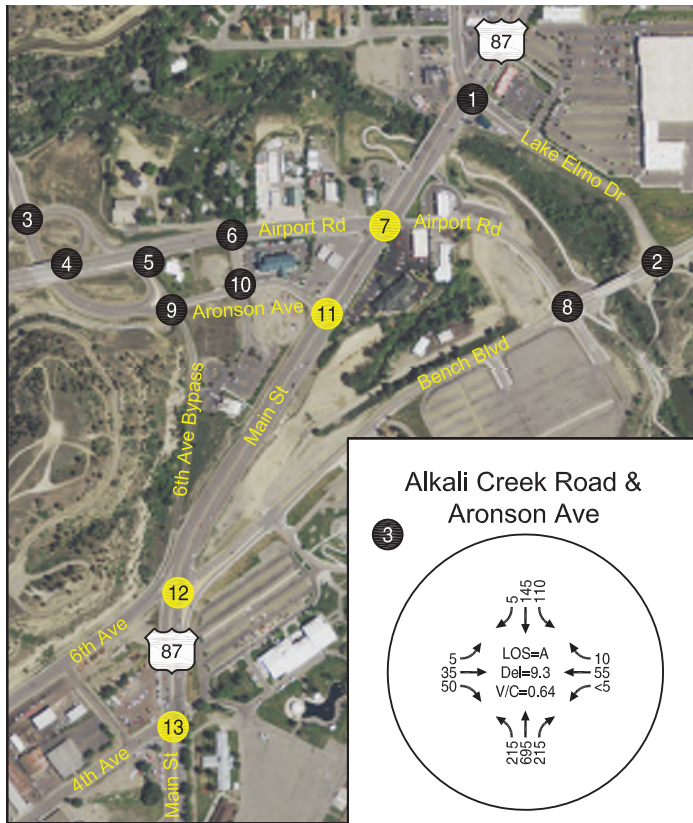 87
1
Lake Elmo Dr
3
6
Airport Rd
7
Airport Rd
4
5
2
10
9
Aronson Ave
11
8
Bench Blvd
6th Ave Bypass
Main St
12
6th Ave
87
13
4th Ave
Main St
Alkali Creek Road &
Aronson Ave
3
5 145 110
5
35
50
LOS=A
Del=9.3
V/C=0.64
10
55
<5
215 695 215